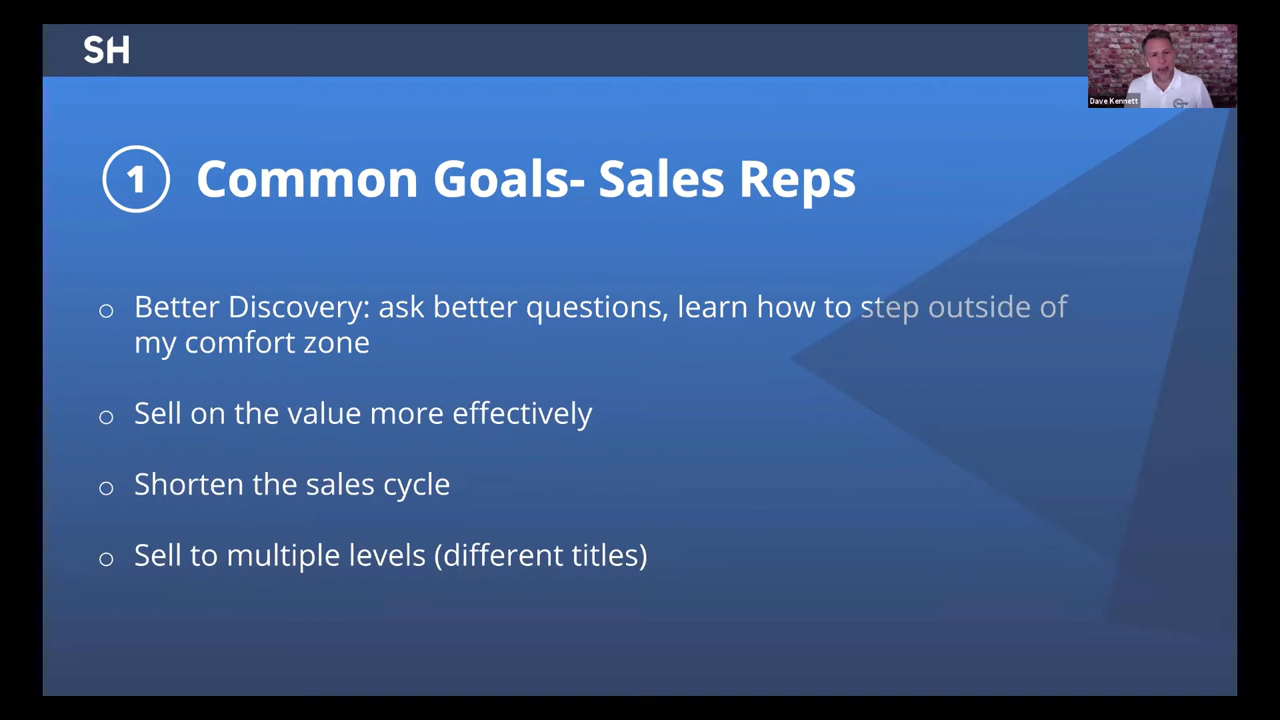 SH
Dave Kennett
1 Common Goals- Sales Reps
o Better Discovery: ask better questions, learn how to step outside of
my comfort zone
o Sell on the value more effectively
o Shorten the sales cycle
o Sell to multiple levels (different titles)